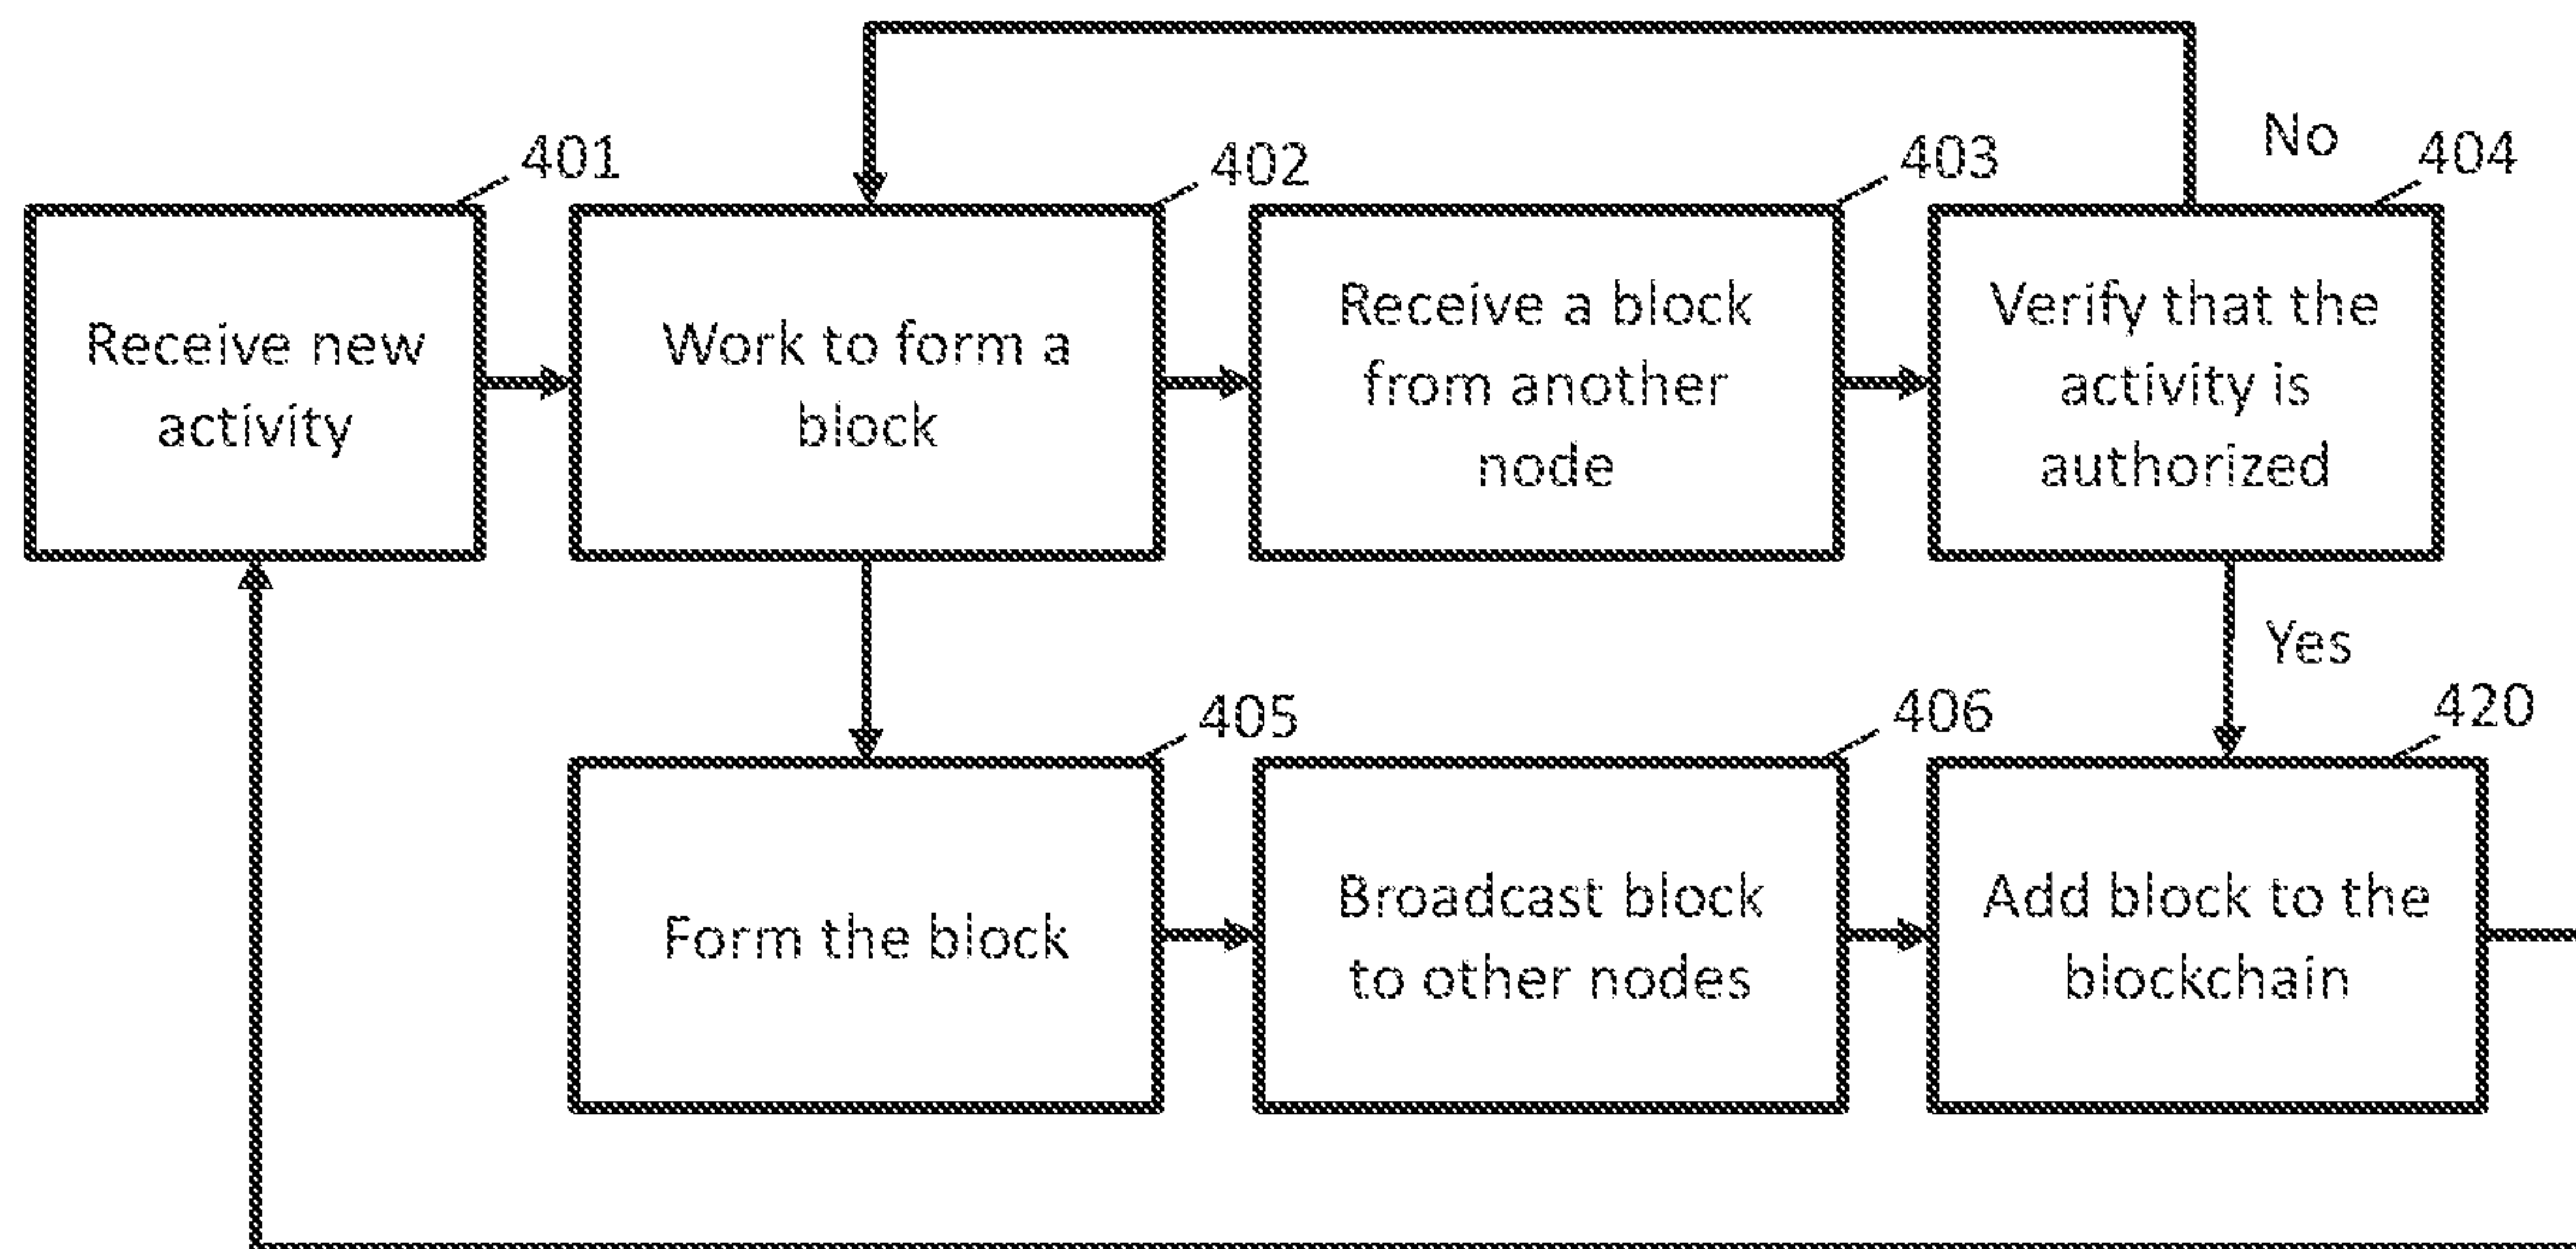 No
401
402
403
404
Receive new
activity
Work to form a
block
Receive a block
from another
node
Verify that the
activity is
authorized
Yes
405
406
420
Form the block
Broadcast block
to other nodes
Add block to the
blockchain